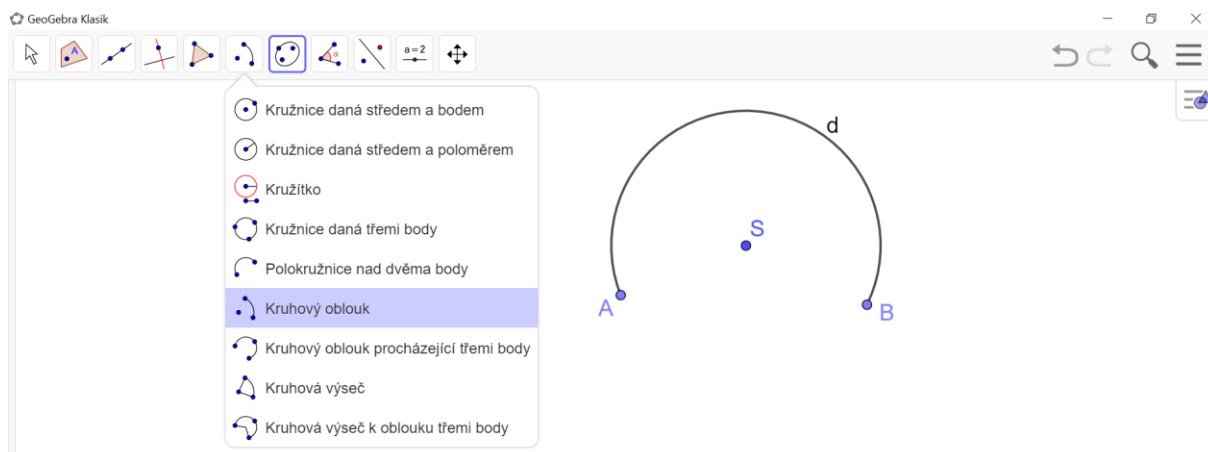 GeoGebra Klasik
A
a=2
Kružnice daná středem a bodem
Kružnice daná středem a poloměrem
Kružítko
Kružnice daná třemi body
Polokružnice nad dvěma body
Kruhový oblouk
Kruhový oblouk procházející třemi body
Kruhová výseč
Kruhová výseč k oblouku třemi body
d
S
A
B